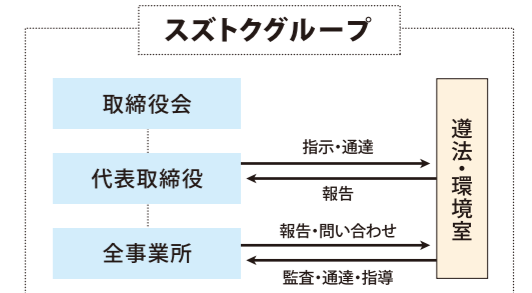 スズトクグループ
取締役会
代表取締役
指示・通達
報告
全事業所
報告・問い合わせ
監査・通達・指導
遵法・環境室